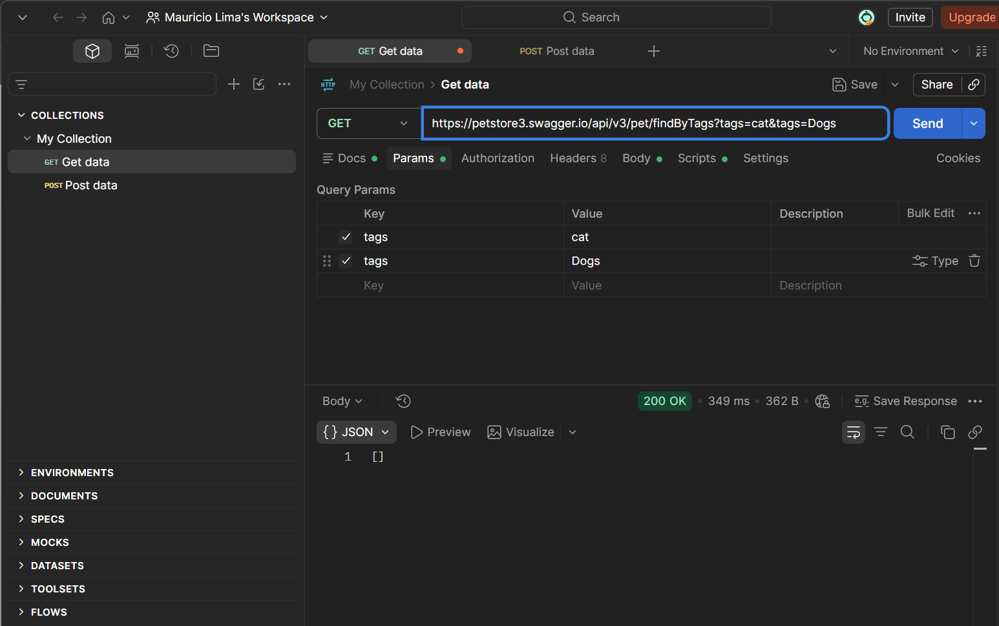 Mauricio Lima's Workspace
Search
Invite
Upgrade
GET Get data
POST Post data
No Environment
HTTP
My Collection > Get data
Save
Share
GET
https://petstore3.swagger.io/api/v3/pet/findByTags?tags=cat&tags=Dogs
Send
COLLECTIONS
My Collection
GET Get data
POST Post data
Docs
Params
Authorization
Headers 8
Body
Scripts
Settings
Cookies
Query Params
Key Value Description Bulk Edit
tags cat
tags Dogs Type
Key Value Description
Body
200 OK • 349 ms • 362 B
e.g. Save Response
{} JSON
Preview
Visualize
1 []
ENVIRONMENTS
DOCUMENTS
SPECS
MOCKS
DATASETS
TOOLSETS
FLOWS